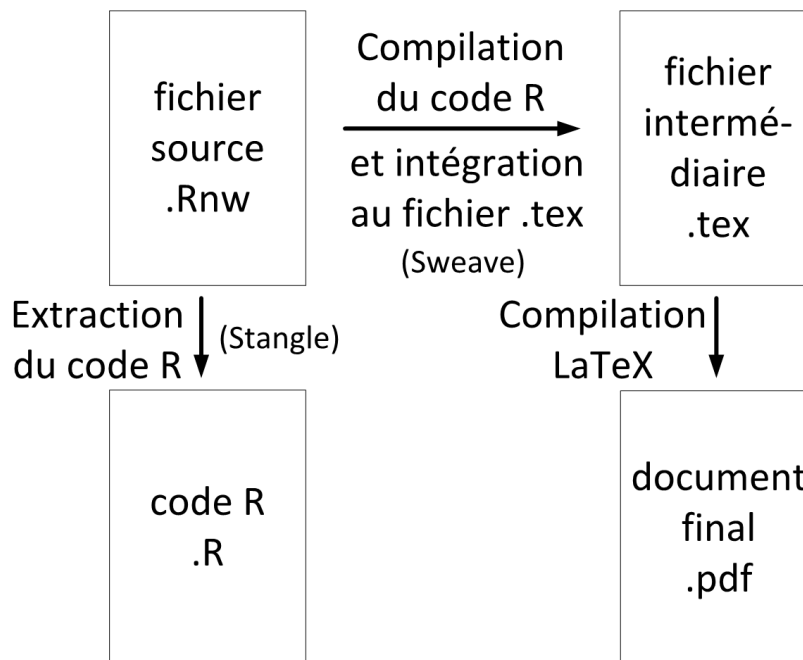 fichier
source
.Rnw
Compilation
du code R
et intégration
au fichier .tex
(Sweave)
fichier
intermé-
diaire
.tex
Extraction
du code R
(Stangle)
Compilation
LaTeX
code R
.R
document
final
.pdf